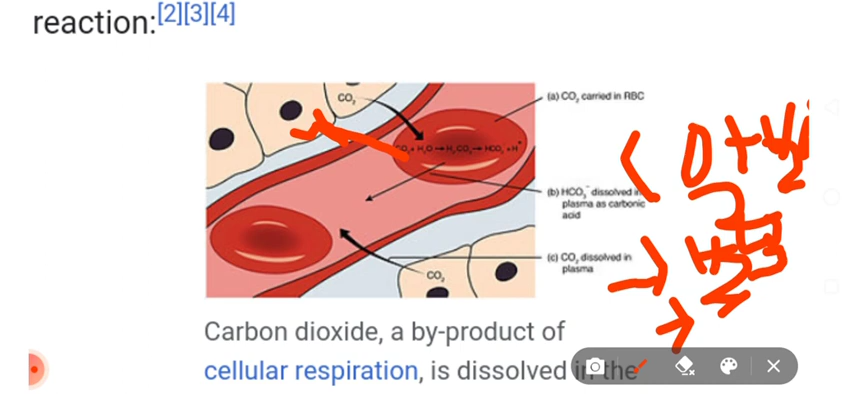 reaction:[2][3][4]
CO₂
(a) CO₂ carried in RBC
CO₂ + H₂O → H₂CO₃ → HCO₃⁻ + H⁺
(b) HCO₃⁻ dissolved in
plasma as carbonic
acid
(c) CO₂ dissolved in
plasma
CO₂
Carbon dioxide, a by-product of
cellular respiration, is dissolved in the